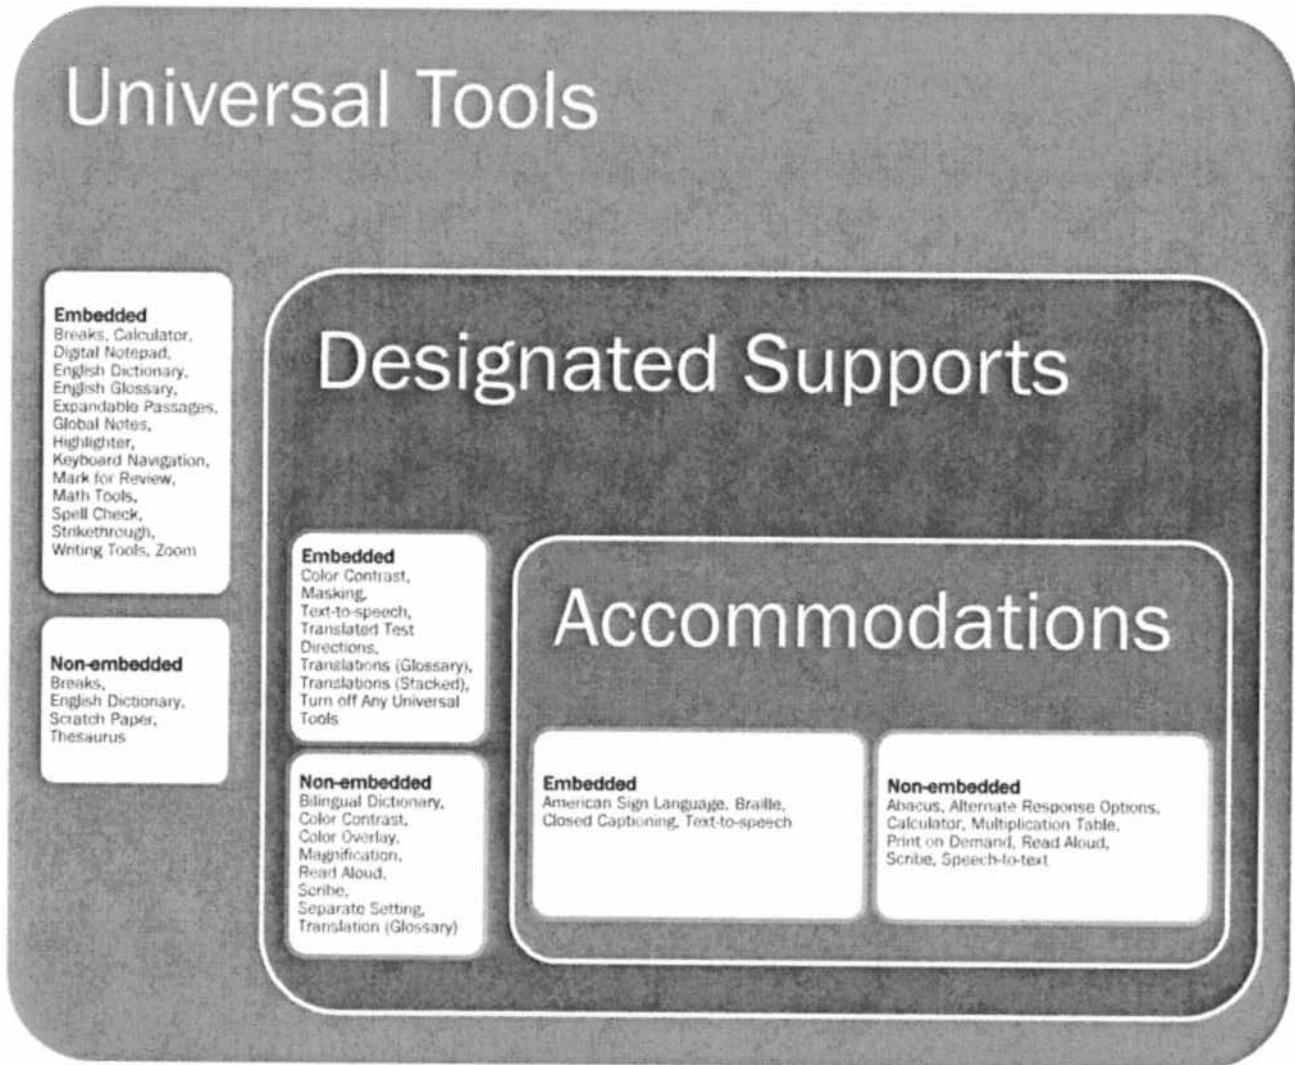 Universal Tools
Embedded
Breaks, Calculator,
Digital Notepad,
English Dictionary,
English Glossary,
Expandable Passages,
Global Notes,
Highlighter,
Keyboard Navigation,
Mark for Review,
Math Tools,
Spell Check,
Strikethrough,
Writing Tools, Zoom
Non-embedded
Breaks,
English Dictionary,
Scratch Paper,
Thesaurus
Designated Supports
Embedded
Color Contrast,
Masking,
Text-to-speech,
Translated Test
Directions,
Translations (Glossary),
Translations (Stacked),
Turn off Any Universal
Tools
Non-embedded
Bilingual Dictionary,
Color Contrast,
Color Overlay,
Magnification,
Read Aloud,
Scribe,
Separate Setting,
Translation (Glossary)
Accommodations
Embedded
American Sign Language, Braille,
Closed Captioning, Text-to-speech
Non-embedded
Abacus, Alternate Response Options,
Calculator, Multiplication Table,
Print on Demand, Read Aloud,
Scribe, Speech-to-text